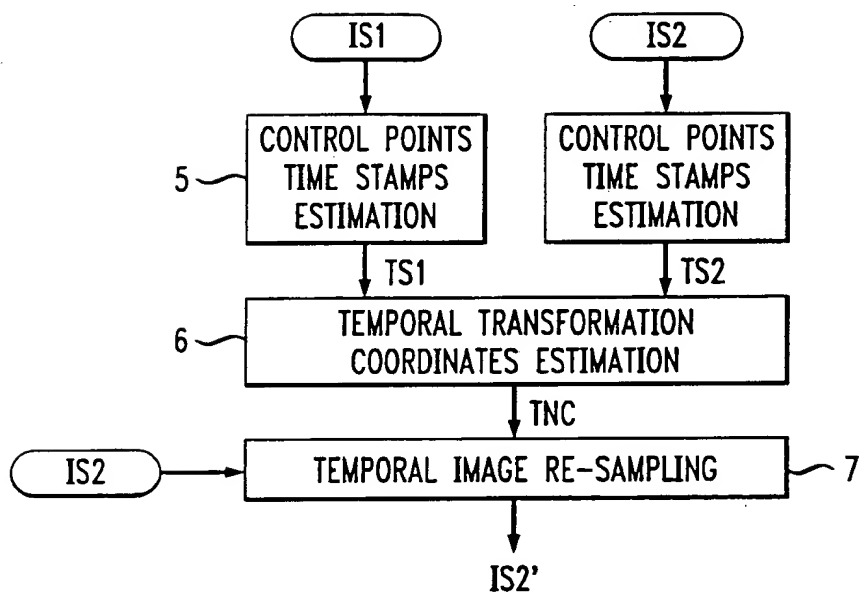 IS1
IS2
5
CONTROL POINTS
TIME STAMPS
ESTIMATION
CONTROL POINTS
TIME STAMPS
ESTIMATION
TS1
TS2
6
TEMPORAL TRANSFORMATION
COORDINATES ESTIMATION
TNC
IS2
TEMPORAL IMAGE RE-SAMPLING
7
IS2'